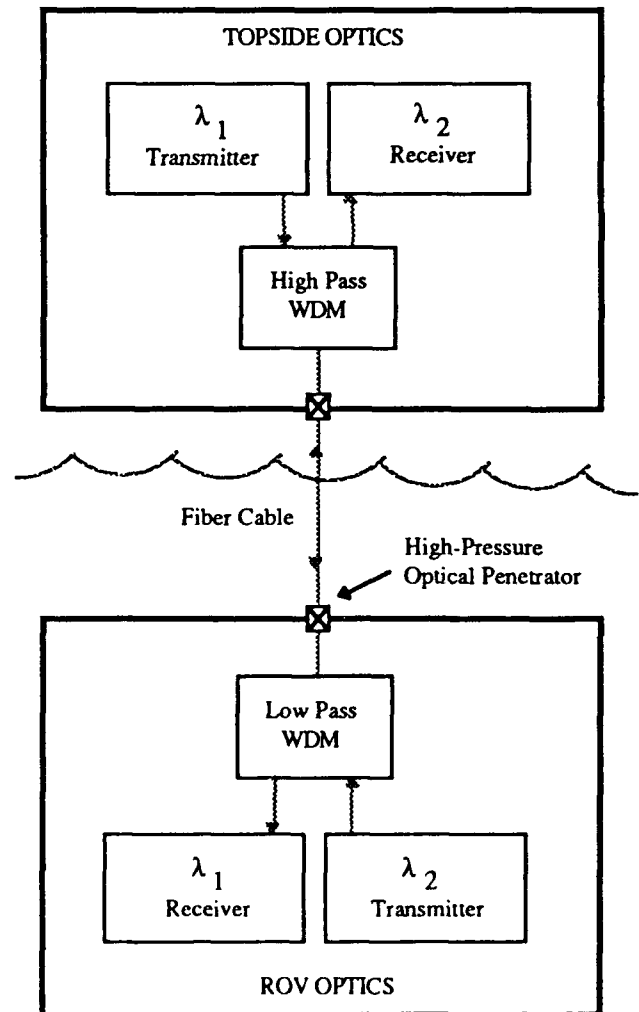 TOPSIDE OPTICS
λ 1
Transmitter
λ 2
Receiver
High Pass
WDM
Fiber Cable
High-Pressure
Optical Penetrator
Low Pass
WDM
λ 1
Receiver
λ 2
Transmitter
ROV OPTICS